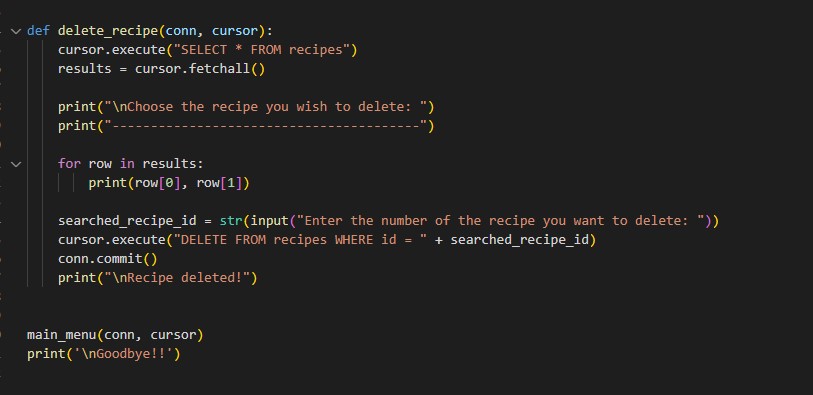 def delete_recipe(conn, cursor):
    cursor.execute("SELECT * FROM recipes")
    results = cursor.fetchall()
    print("\nChoose the recipe you wish to delete: ")
    print("----------------------------------------")
    for row in results:
        print(row[0], row[1])
    searched_recipe_id = str(input("Enter the number of the recipe you want to delete: "))
    cursor.execute("DELETE FROM recipes WHERE id = " + searched_recipe_id)
    conn.commit()
    print("\nRecipe deleted!")
main_menu(conn, cursor)
print('\nGoodbye!!')